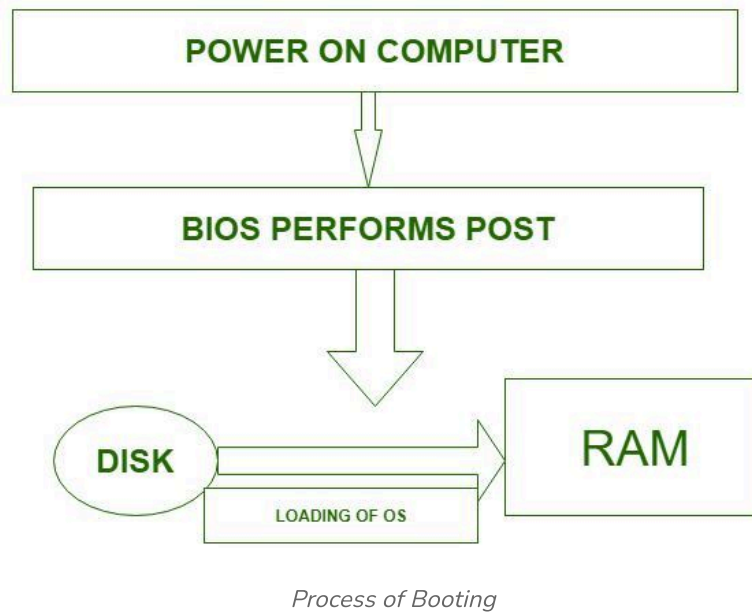 POWER ON COMPUTER
BIOS PERFORMS POST
DISK
RAM
LOADING OF OS
Process of Booting